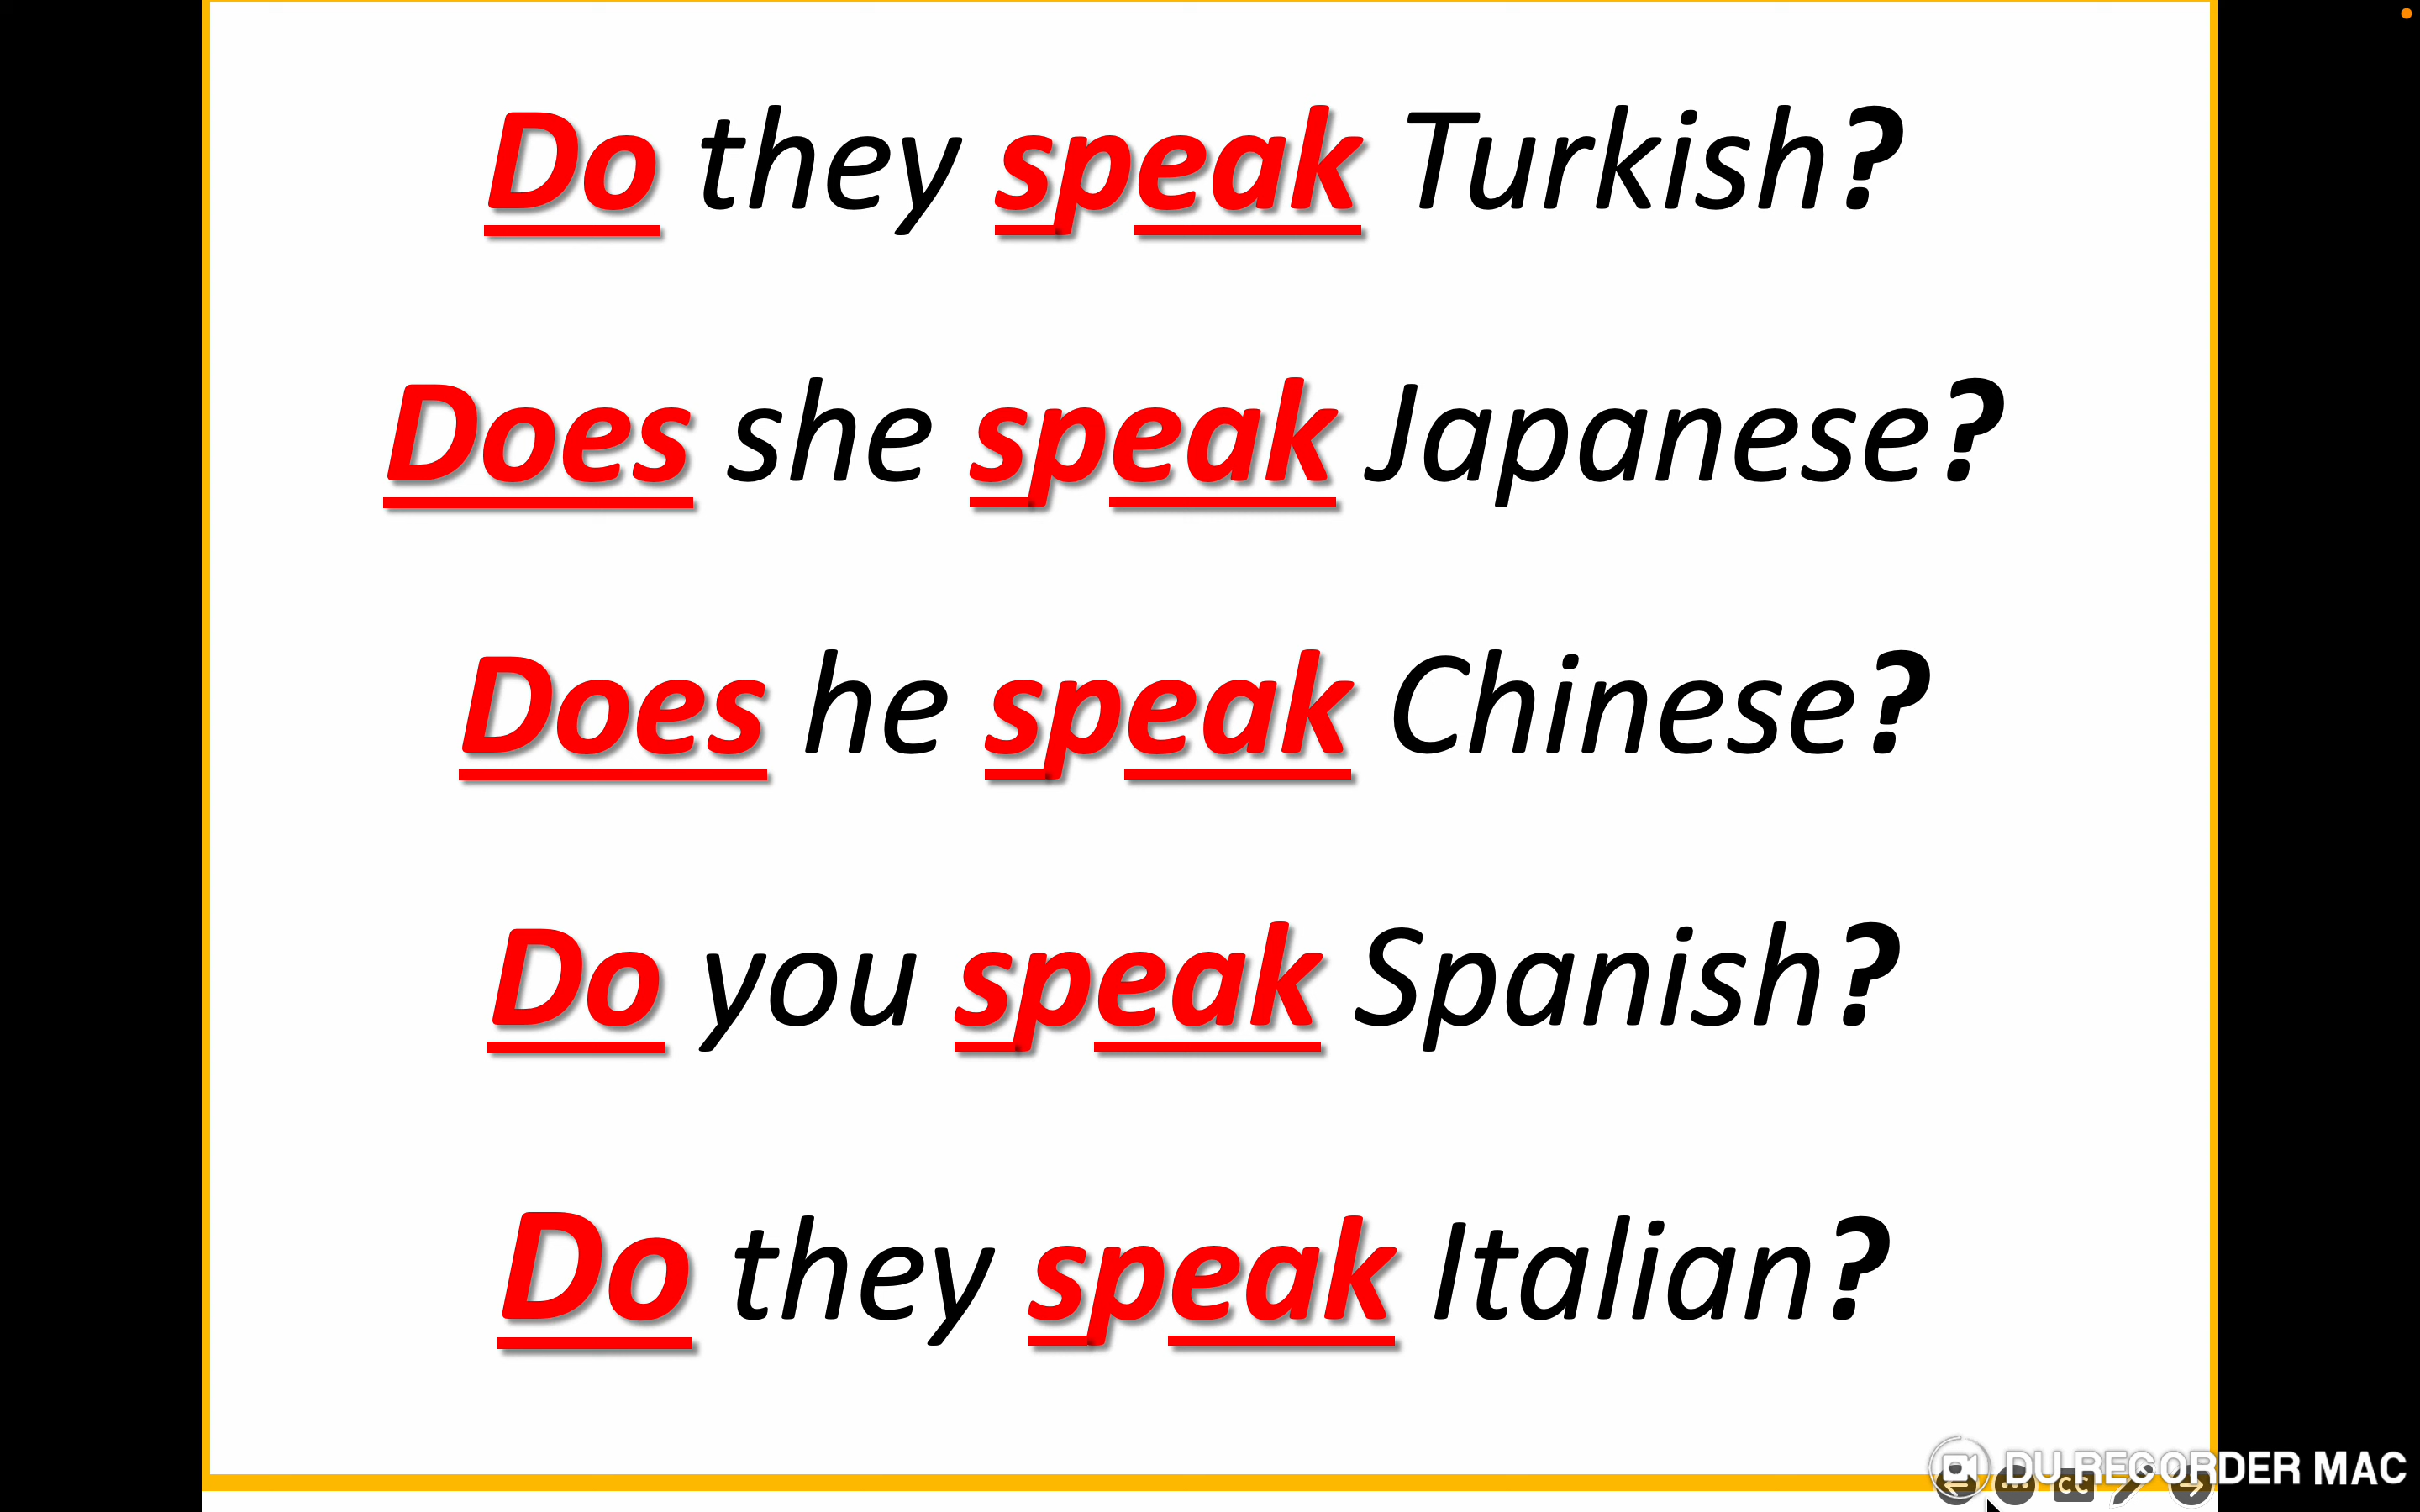 Do they speak Turkish?
Does she speak Japanese?
Does he speak Chinese?
Do you speak Spanish?
Do they speak Italian?
DU RECORDER MAC
CC